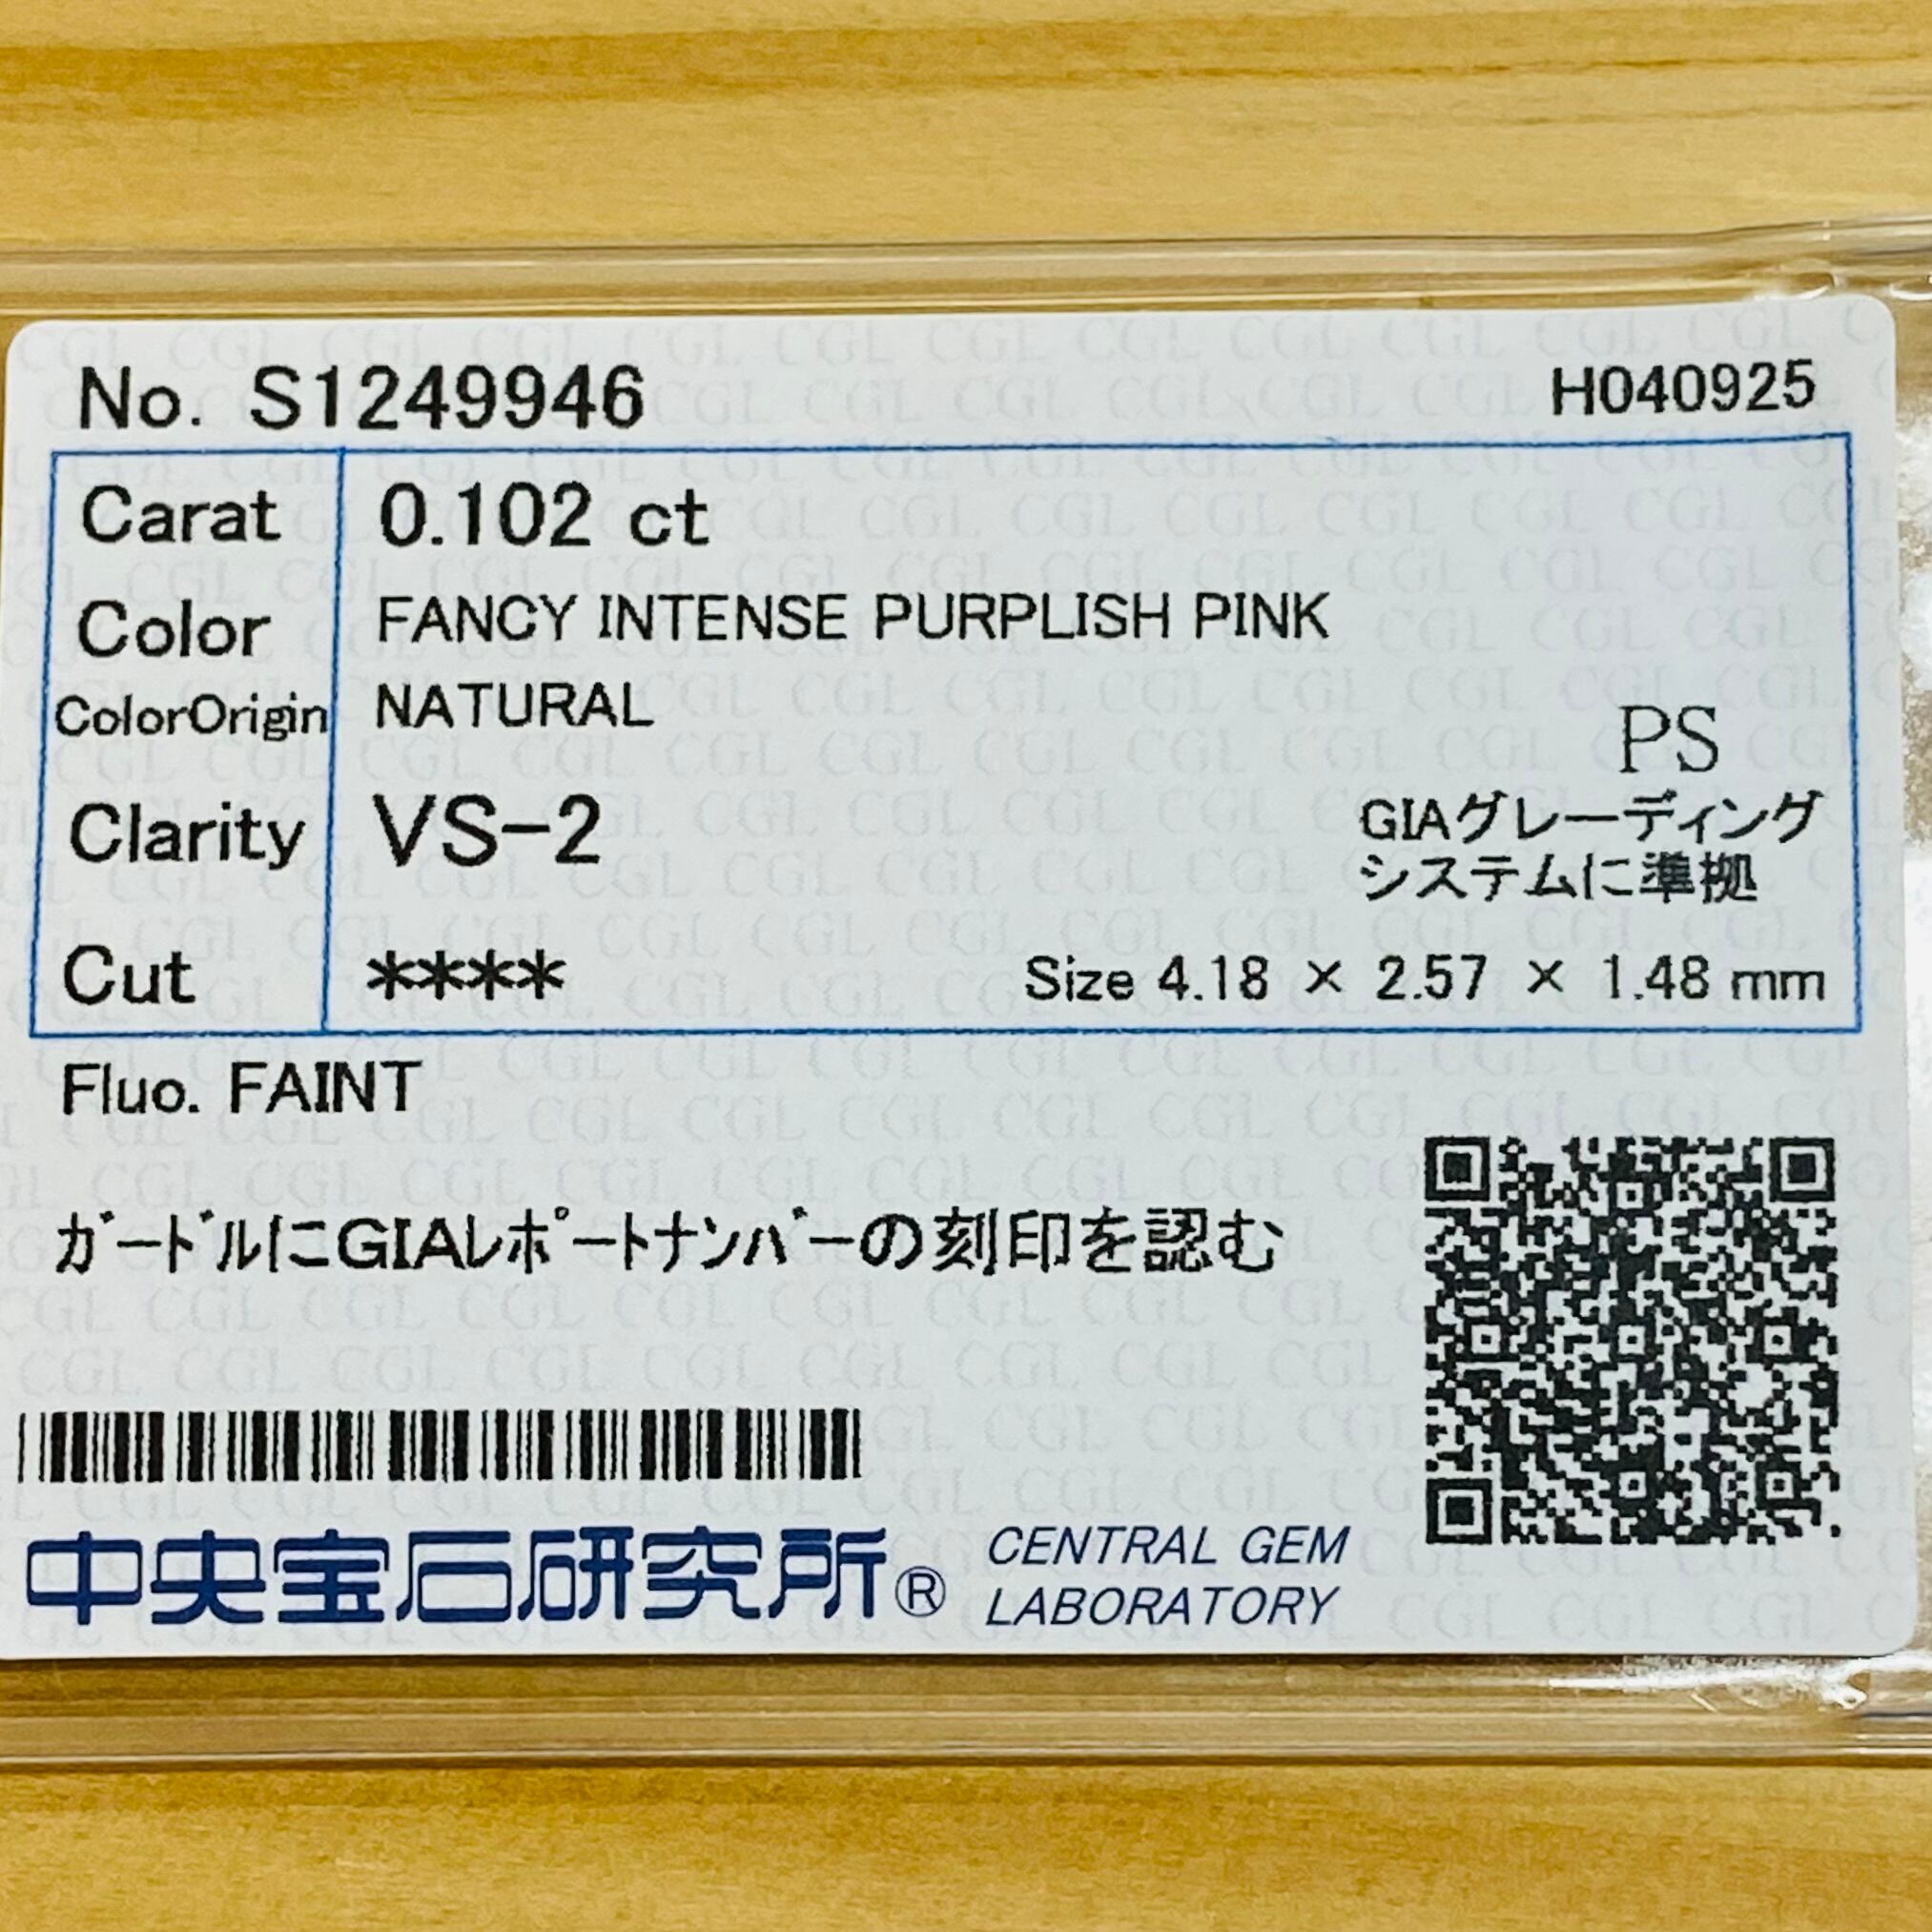 No. S1249946 H040925
Carat 0.102 ct
Color FANCY INTENSE PURPLISH PINK
ColorOrigin NATURAL
PS
Clarity VS-2
GIAグレーディング
システムに準拠
Cut **** Size 4.18 × 2.57 × 1.48 mm
Fluo. FAINT
ｶﾞｰﾄﾞﾙにGIAﾚﾎﾟｰﾄﾅﾝﾊﾞｰの刻印を認む
中央宝石研究所® CENTRAL GEM
LABORATORY